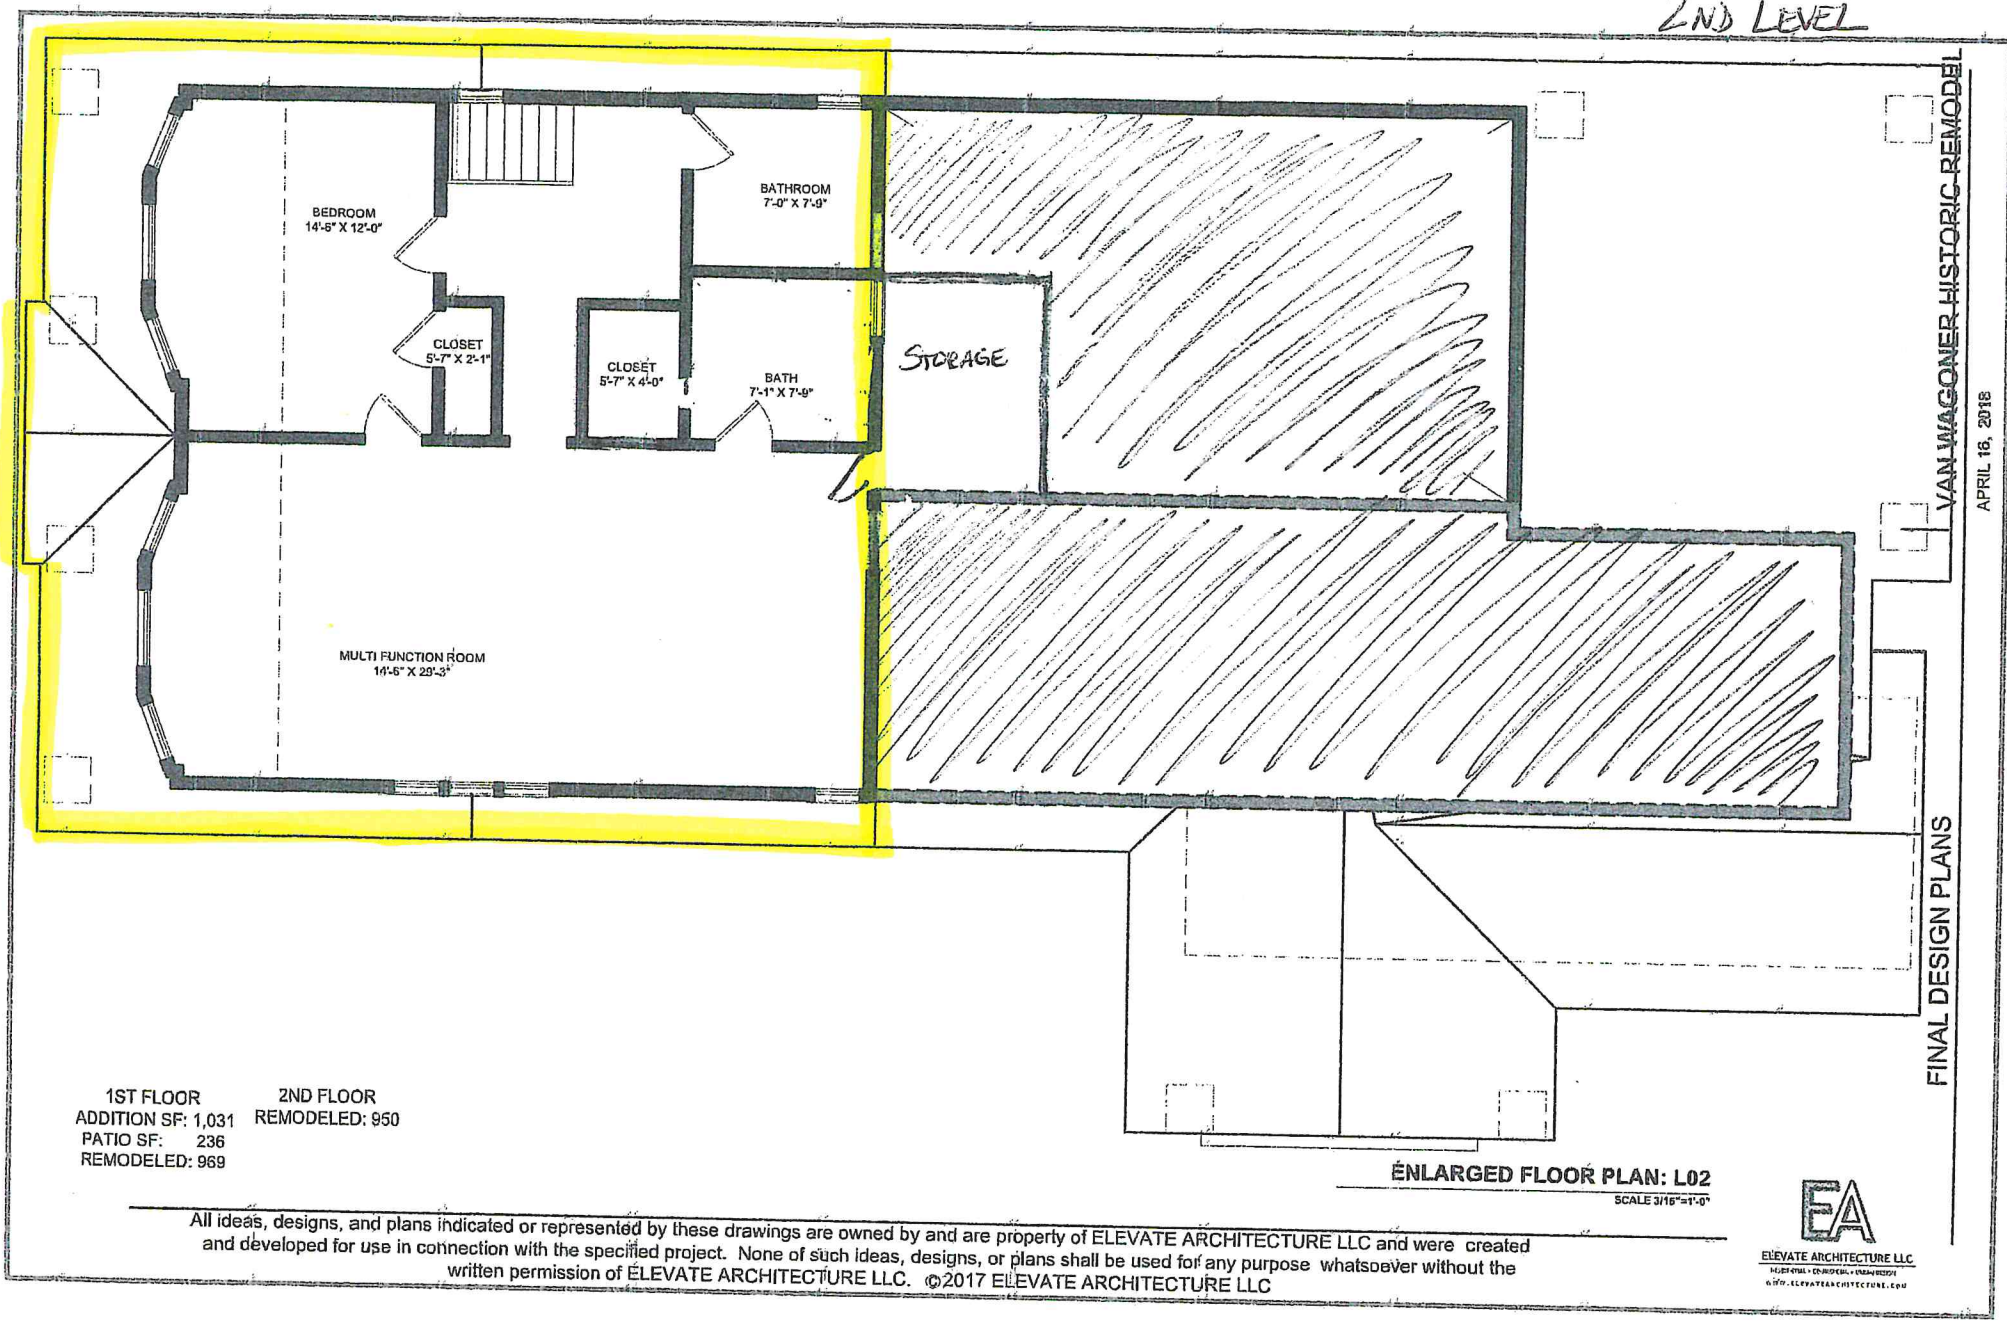 2ND LEVEL
BEDROOM
14'-6" X 12'-0"
BATHROOM
7'-0" X 7'-9"
CLOSET
5'-7" X 2'-1"
CLOSET
5'-7" X 4'-0"
BATH
7'-1" X 7'-9"
STORAGE
MULTI FUNCTION ROOM
14'-6" X 29'-3"
VAN WAGONER HISTORIC REMODEL
APRIL 16, 2018
FINAL DESIGN PLANS
1ST FLOOR
ADDITION SF: 1,031
PATIO SF: 236
REMODELED: 969
2ND FLOOR
REMODELED: 950
ENLARGED FLOOR PLAN: L02
SCALE 3/16"=1'-0"
All ideas, designs, and plans indicated or represented by these drawings are owned by and are property of ELEVATE ARCHITECTURE LLC and were created
and developed for use in connection with the specified project. None of such ideas, designs, or plans shall be used for any purpose whatsoever without the
written permission of ELEVATE ARCHITECTURE LLC. ©2017 ELEVATE ARCHITECTURE LLC
EA
ELEVATE ARCHITECTURE LLC
WWW.ELEVATEARCHITECTURE.COM